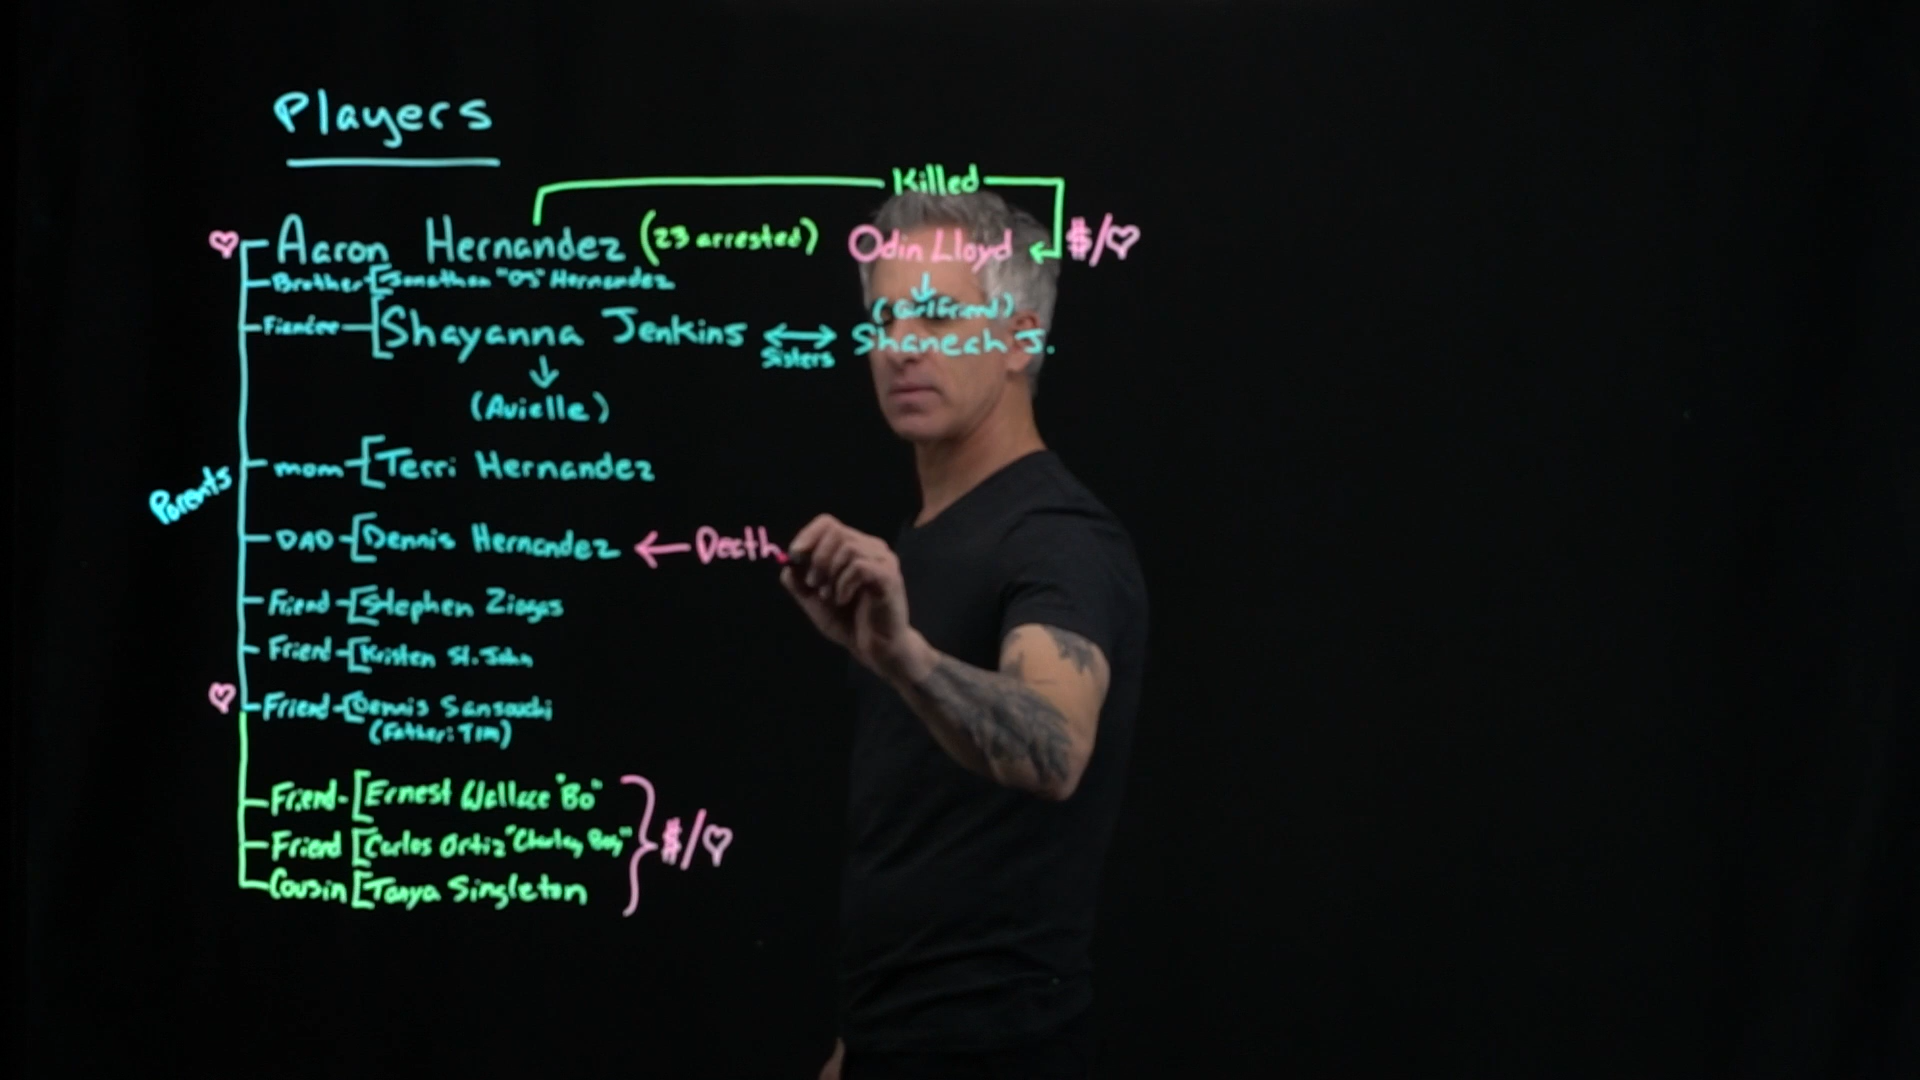 Players
Killed
Aaron Hernandez (23 arrested) Odin Lloyd $/♡
Brother [Jonathan "DJ" Hernandez
(Girlfriend)
Fiancee [Shayanna Jenkins ↔ Shaneah J.
Sisters
(Avielle)
Parents
mom [Terri Hernandez
DAD [Dennis Hernandez ← Death
Friend [Stephen Ziogas
Friend [Kristen St. John
Friend [Dennis Sansouchi
(Father: Tim)
Friend- [Ernest Wallace "Bo"
Friend [Carlos Ortiz "Charley Boy" $/♡
Cousin [Tanya Singleton